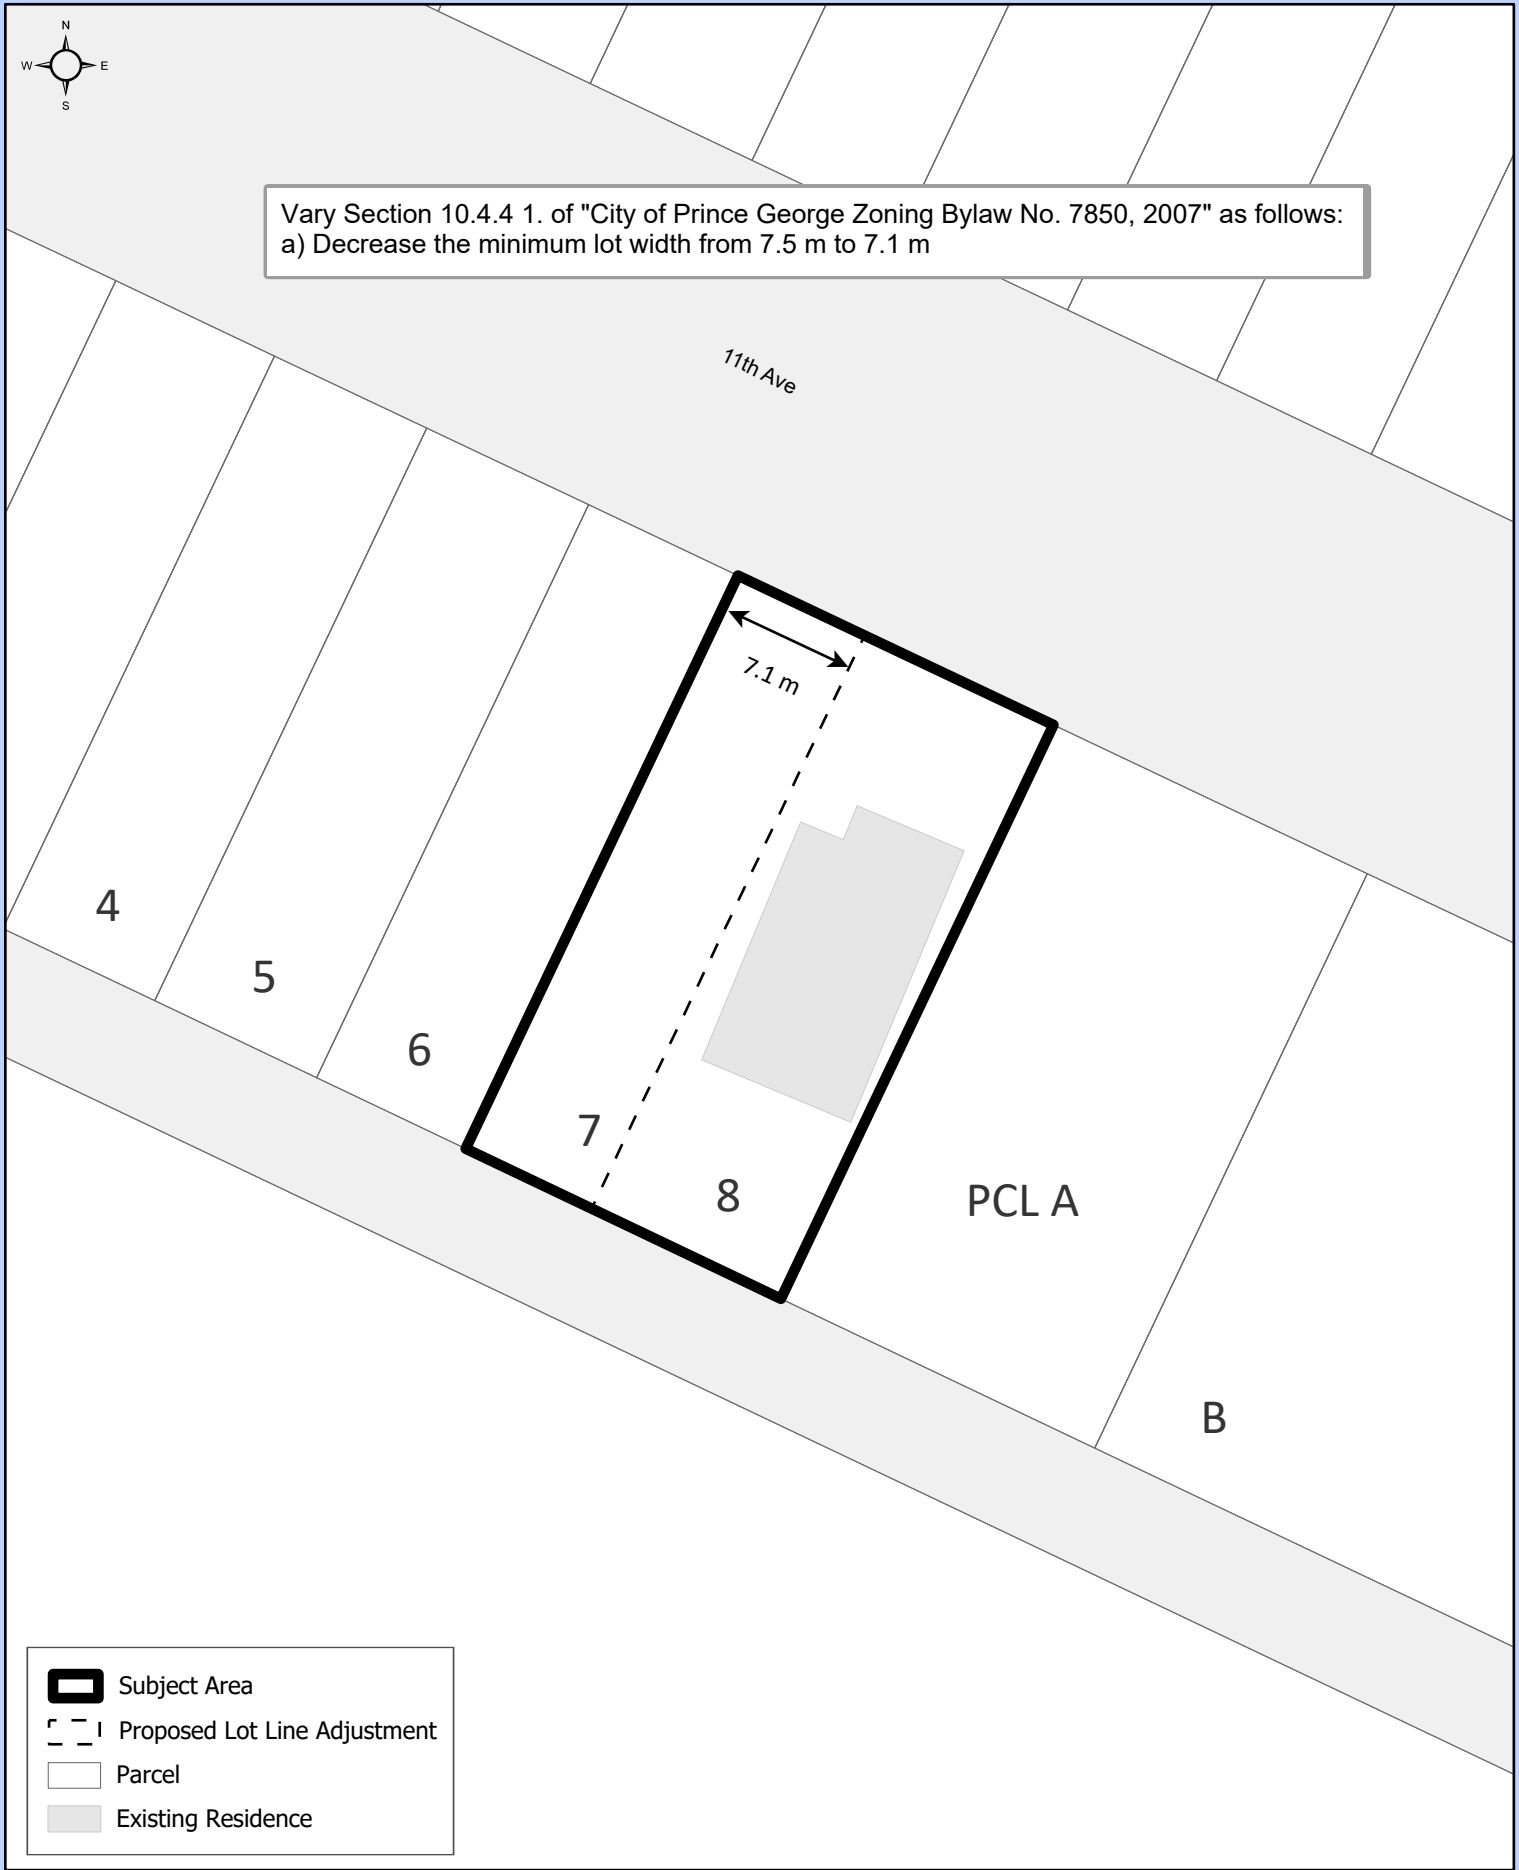 N
W E
S
Vary Section 10.4.4 1. of "City of Prince George Zoning Bylaw No. 7850, 2007" as follows:
a) Decrease the minimum lot width from 7.5 m to 7.1 m
11th Ave
7.1 m
4
5
6
7
8
PCL A
B
Subject Area
Proposed Lot Line Adjustment
Parcel
Existing Residence